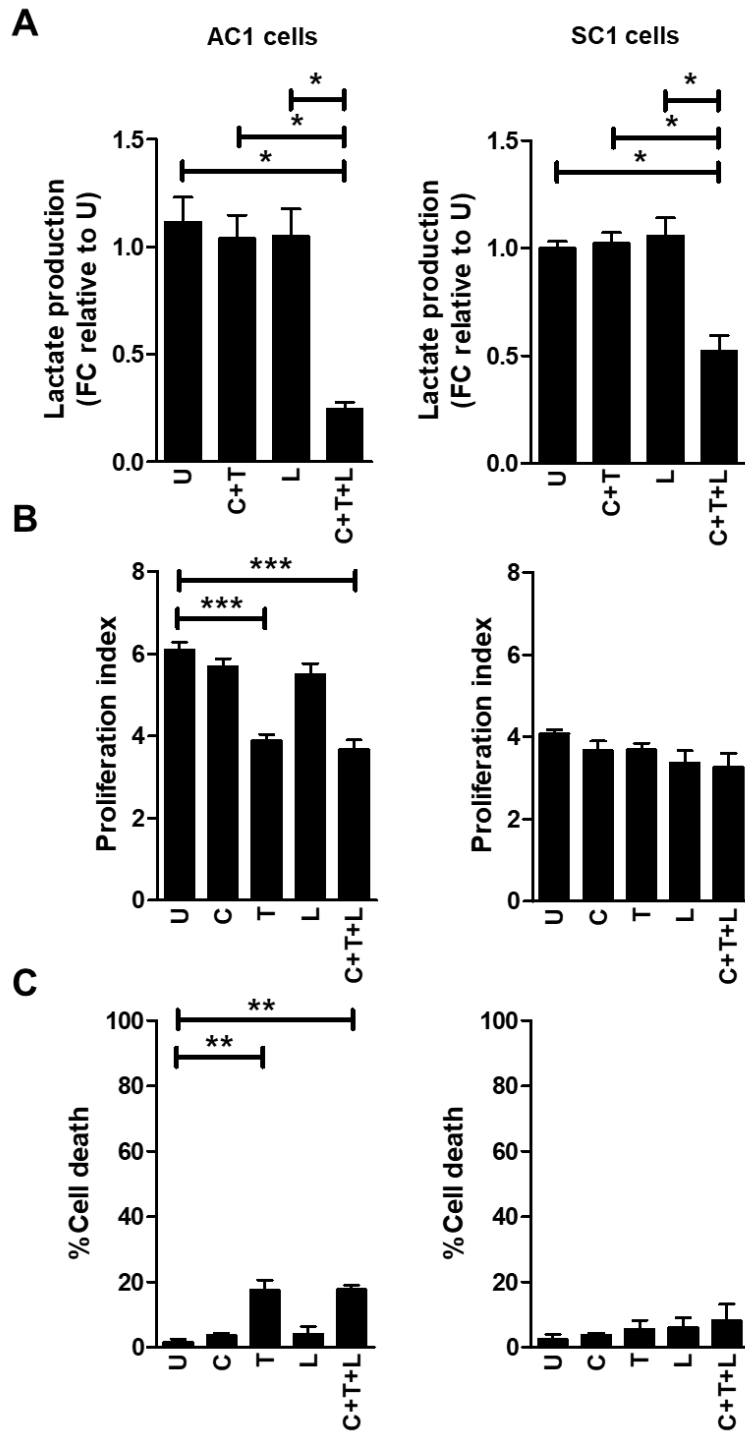 A
AC1 cells
SC1 cells
*
*
*
Lactate production
(FC relative to U)
1.5
1.0
0.5
0.0
U
C+T
L
C+T+L
*
*
*
Lactate production
(FC relative to U)
1.5
1.0
0.5
0.0
U
C+T
L
C+T+L
B
***
***
Proliferation index
8
6
4
2
0
U
C
T
L
C+T+L
Proliferation index
8
6
4
2
0
U
C
T
L
C+T+L
C
**
**
%Cell death
100
80
60
40
20
0
U
C
T
L
C+T+L
%Cell death
100
80
60
40
20
0
U
C
T
L
C+T+L